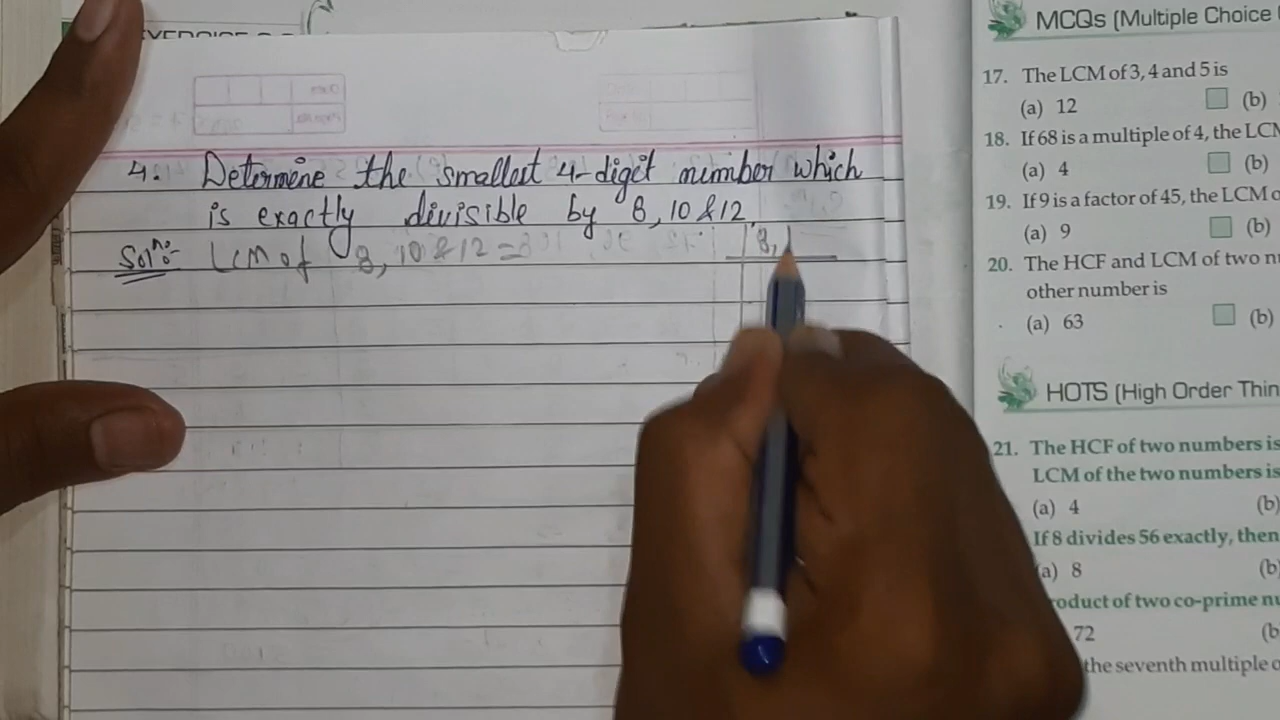 4. Determine the smallest 4-digit number which
is exactly divisible by 8, 10 & 12.
Soln:- LCM of 8, 10 & 12 =
8,
MCQs (Multiple Choice
17. The LCM of 3, 4 and 5 is
(a) 12 (b)
18. If 68 is a multiple of 4, the LCM
(a) 4 (b)
19. If 9 is a factor of 45, the LCM o
(a) 9 (b)
20. The HCF and LCM of two n
other number is
(a) 63 (b)
HOTS (High Order Thin
21. The HCF of two numbers is
LCM of the two numbers is
(a) 4 (b)
If 8 divides 56 exactly, then
(a) 8 (b)
roduct of two co-prime nu
72 (b
the seventh multiple o